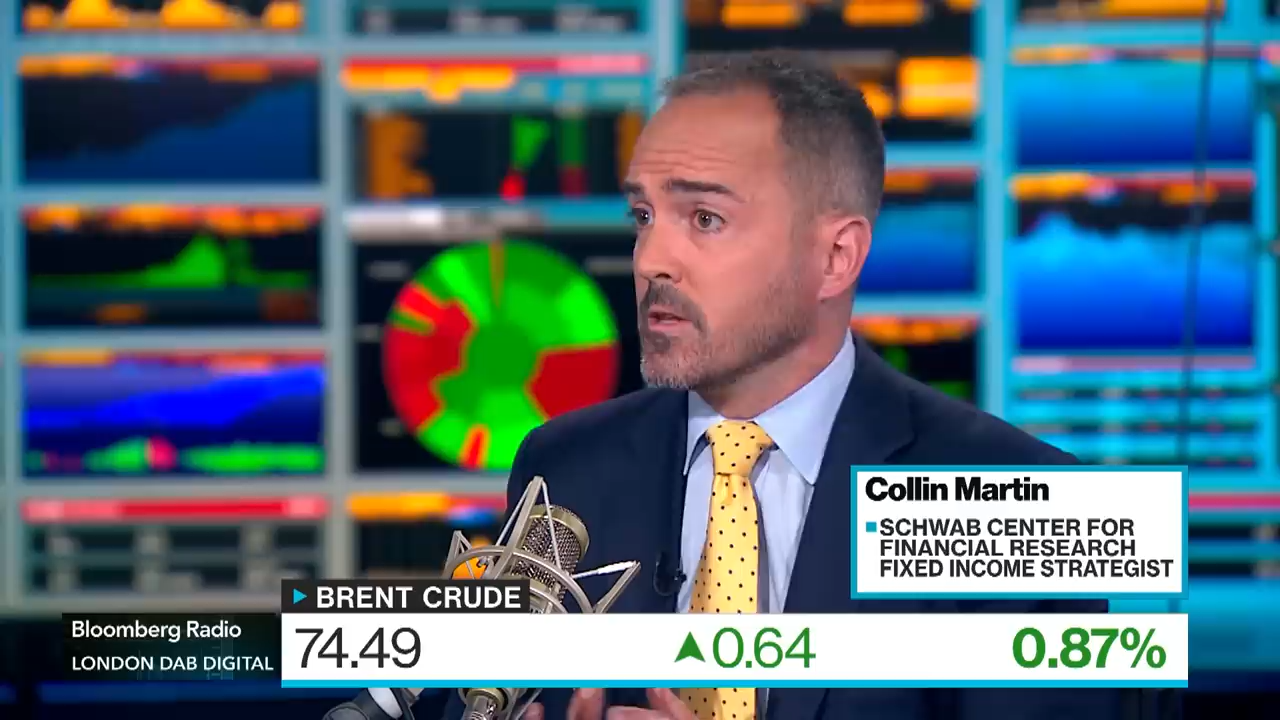 Collin Martin
SCHWAB CENTER FOR
FINANCIAL RESEARCH
FIXED INCOME STRATEGIST
BRENT CRUDE
Bloomberg Radio
LONDON DAB DIGITAL
74.49 ▲0.64 0.87%